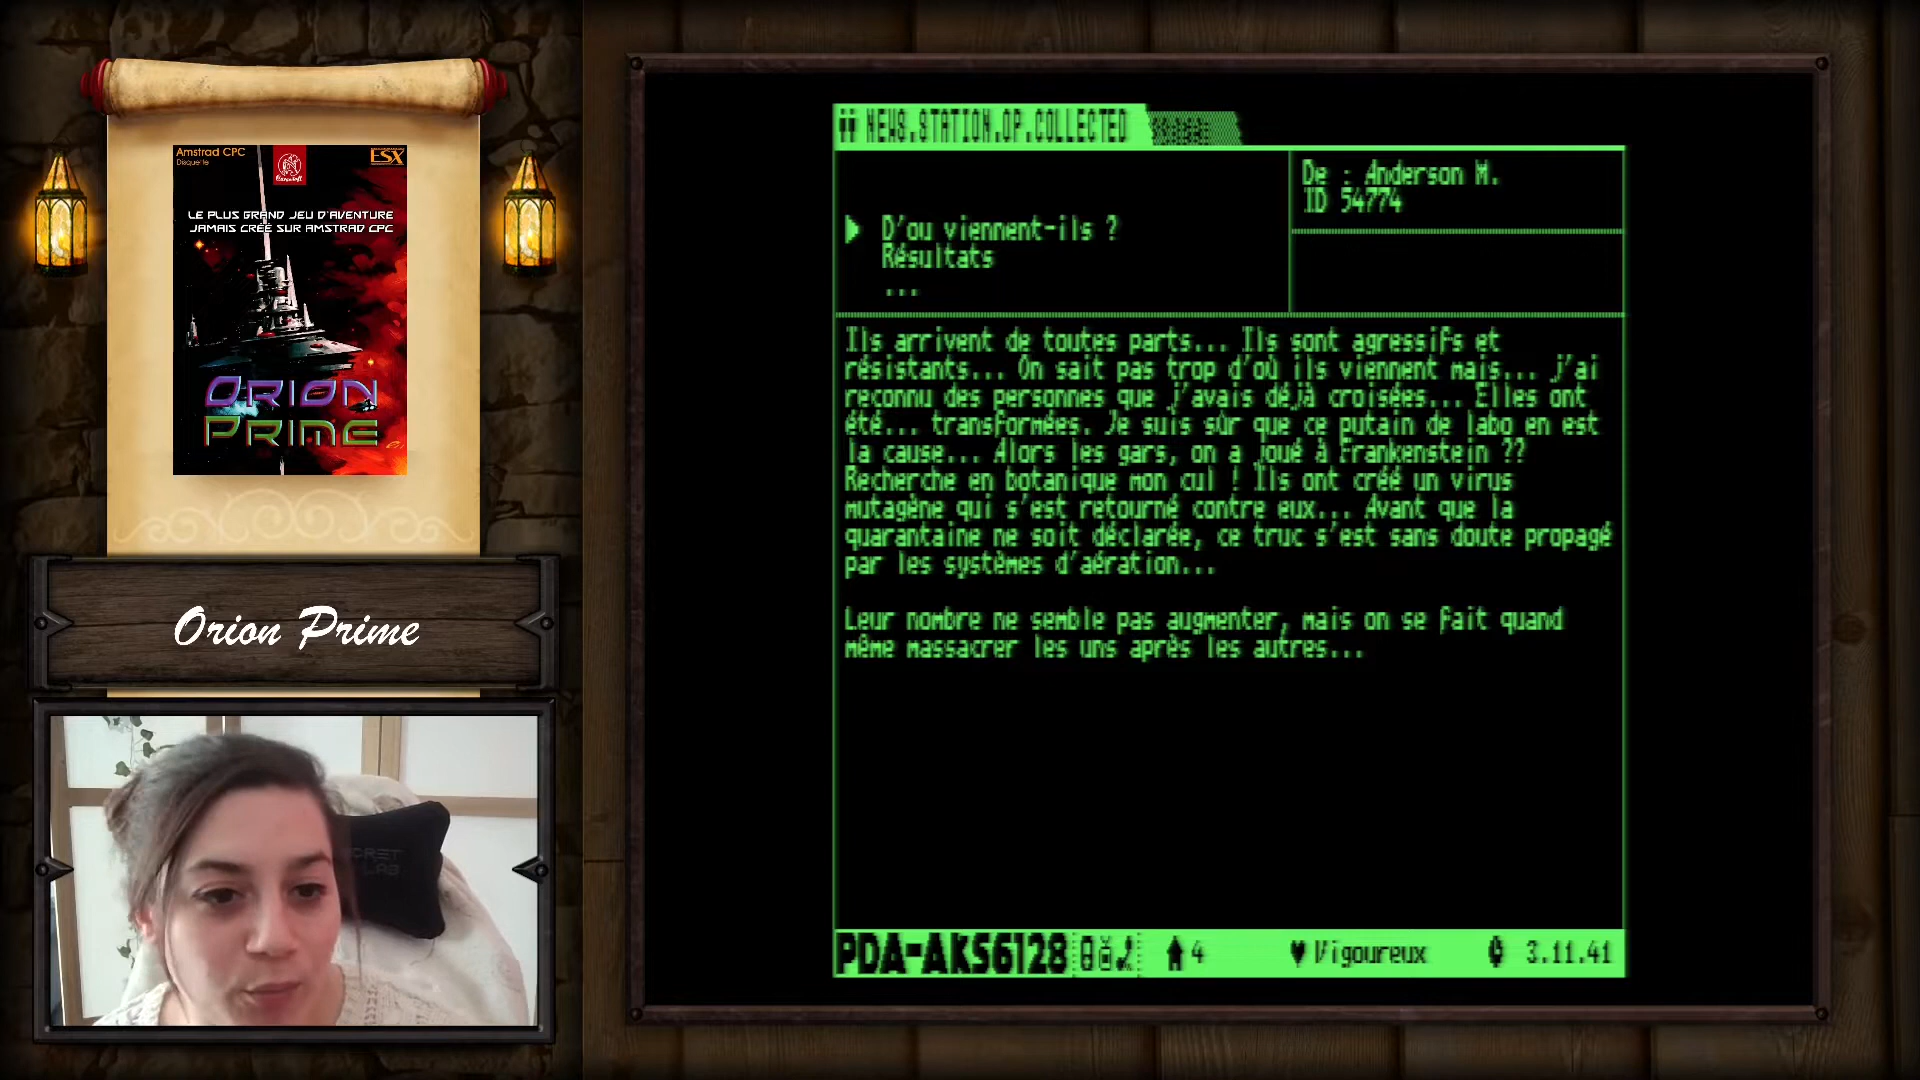 Amstrad CPC
Disquette
ESX
LE PLUS GRAND JEU D'AVENTURE
JAMAIS CRÉÉ SUR AMSTRAD CPC
ORION
PRIME
Orion Prime
NEWS.STATION.OP.COLLECTED
De : Anderson M.
ID 54774
D'ou viennent-ils ?
Résultats
...
Ils arrivent de toutes parts... Ils sont agressifs et
résistants... On sait pas trop d'où ils viennent mais... j'ai
reconnu des personnes que j'avais déjà croisées... Elles ont
été... transformées. Je suis sûr que ce putain de labo en est
la cause... Alors les gars, on a joué à Frankenstein ??
Recherche en botanique mon cul ! Ils ont créé un virus
mutagène qui s'est retourné contre eux... Avant que la
quarantaine ne soit déclarée, ce truc s'est sans doute propagé
par les systèmes d'aération...
Leur nombre ne semble pas augmenter, mais on se fait quand
même massacrer les uns après les autres...
PDA-AKS6128 4 Vigoureux 3.11.41